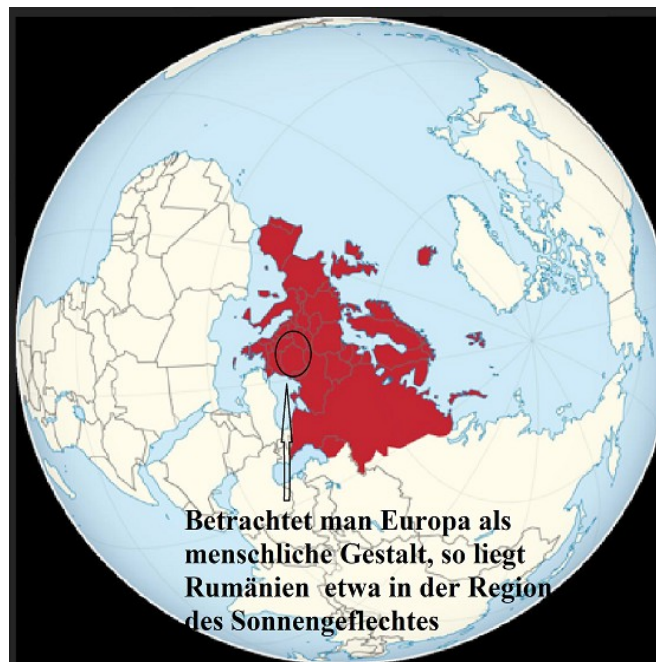 Betrachtet man Europa als
menschliche Gestalt, so liegt
Rumänien etwa in der Region
des Sonnengeflechtes